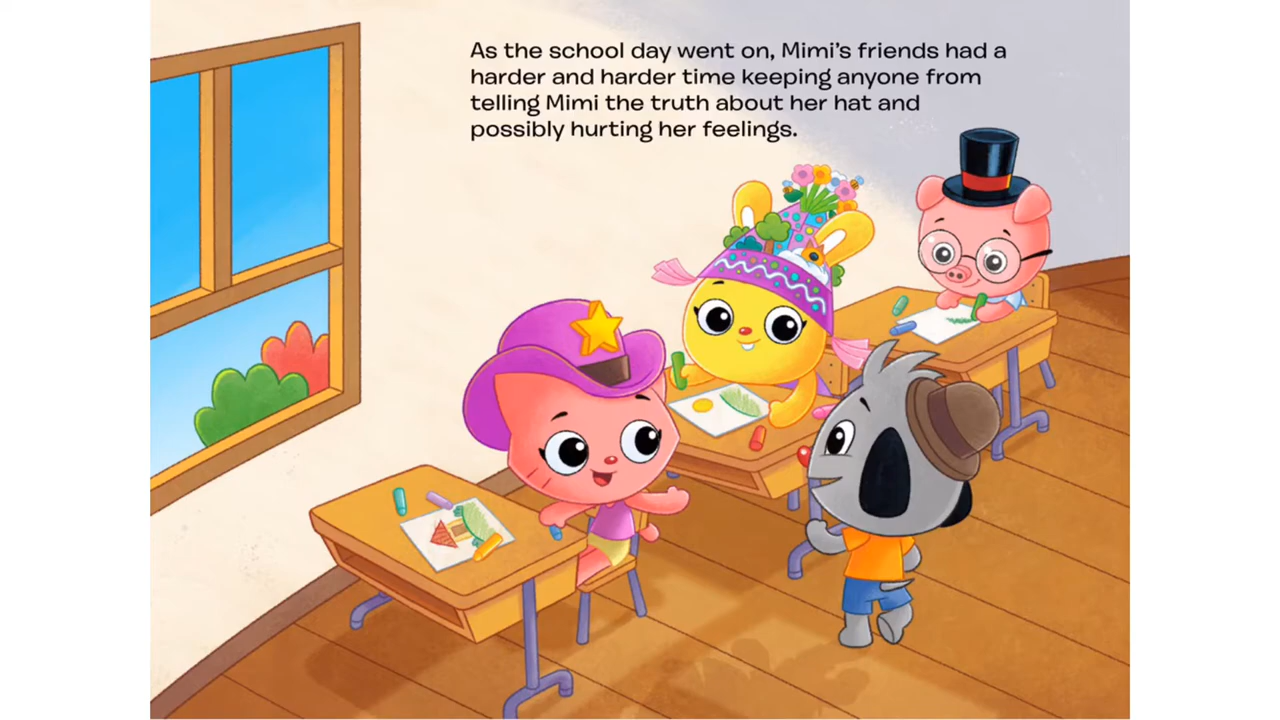 As the school day went on, Mimi’s friends had a
harder and harder time keeping anyone from
telling Mimi the truth about her hat and
possibly hurting her feelings.